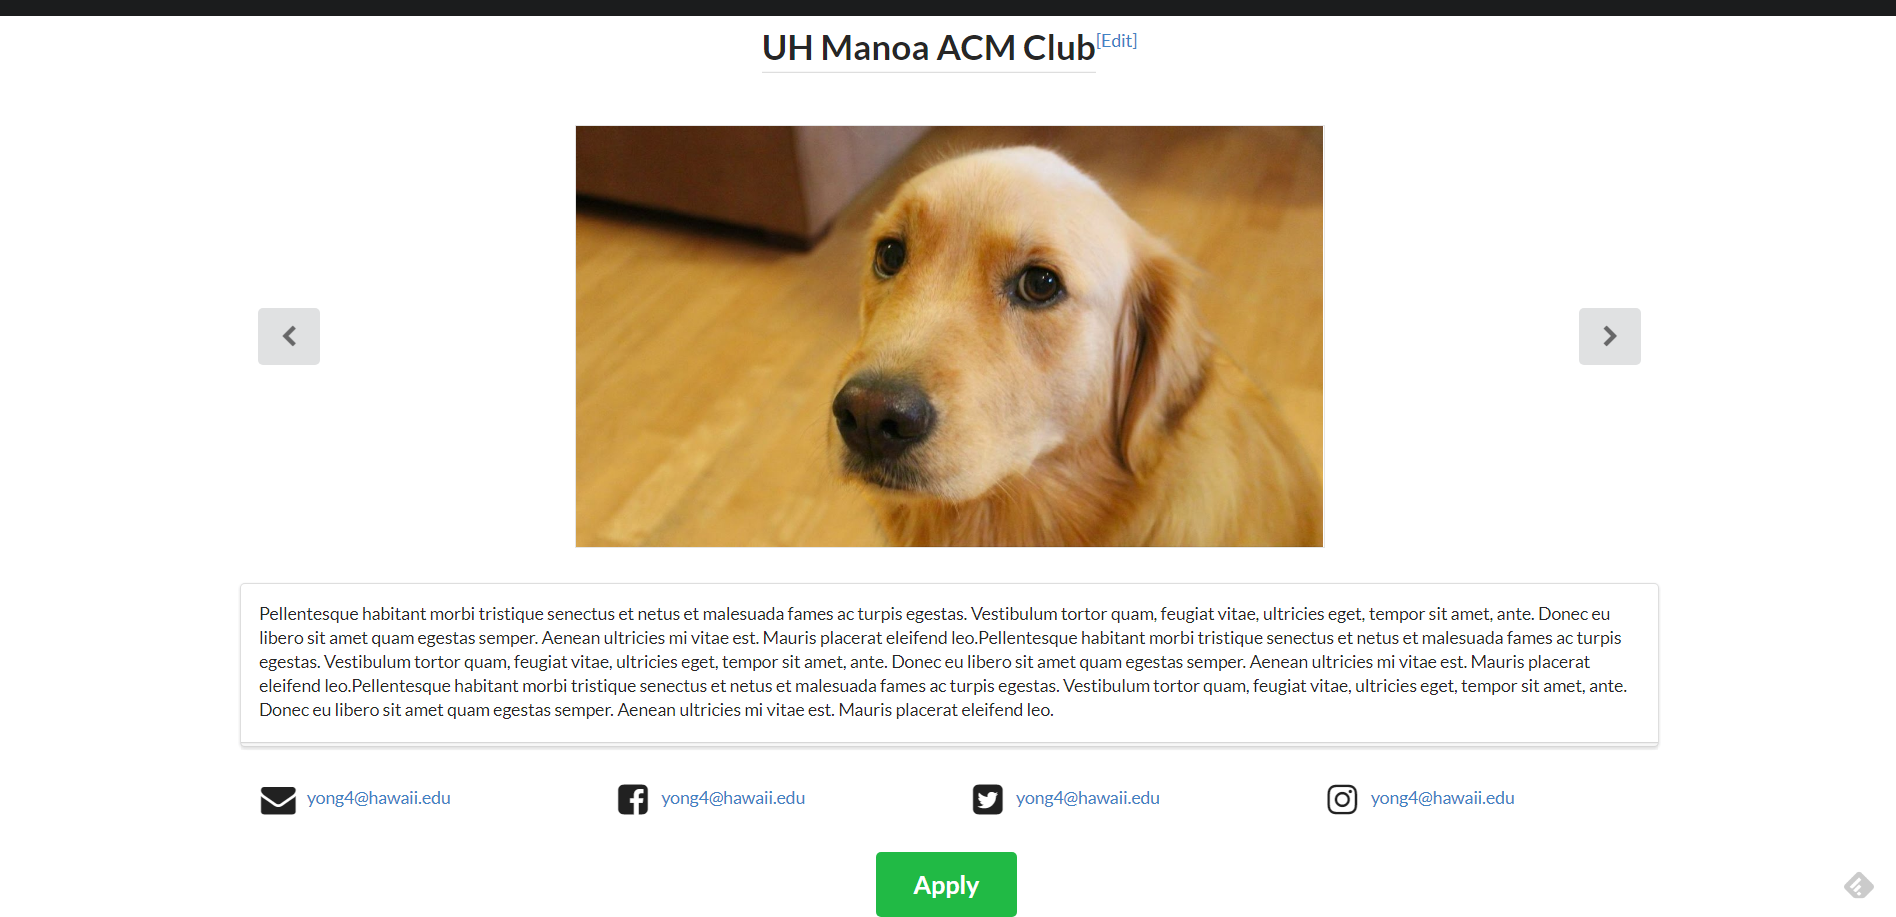 UH Manoa ACM Club[Edit]
Pellentesque habitant morbi tristique senectus et netus et malesuada fames ac turpis egestas. Vestibulum tortor quam, feugiat vitae, ultricies eget, tempor sit amet, ante. Donec eu
libero sit amet quam egestas semper. Aenean ultricies mi vitae est. Mauris placerat eleifend leo.Pellentesque habitant morbi tristique senectus et netus et malesuada fames ac turpis
egestas. Vestibulum tortor quam, feugiat vitae, ultricies eget, tempor sit amet, ante. Donec eu libero sit amet quam egestas semper. Aenean ultricies mi vitae est. Mauris placerat
eleifend leo.Pellentesque habitant morbi tristique senectus et netus et malesuada fames ac turpis egestas. Vestibulum tortor quam, feugiat vitae, ultricies eget, tempor sit amet, ante.
Donec eu libero sit amet quam egestas semper. Aenean ultricies mi vitae est. Mauris placerat eleifend leo.
yong4@hawaii.edu yong4@hawaii.edu yong4@hawaii.edu yong4@hawaii.edu
Apply